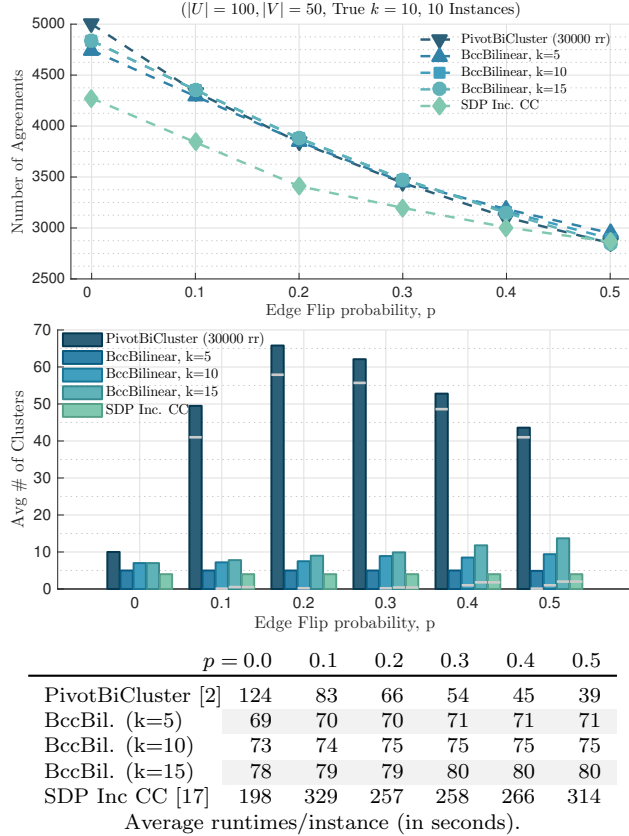 (|U| = 100, |V| = 50, True k = 10, 10 Instances)
5000
4500
4000
3500
3000
2500
Number of Agreements
PivotBiCluster (30000 rr)
BccBilinear, k=5
BccBilinear, k=10
BccBilinear, k=15
SDP Inc. CC
0 0.1 0.2 0.3 0.4 0.5
Edge Flip probability, p
70
60
50
40
30
20
10
0
Avg # of Clusters
PivotBiCluster (30000 rr)
BccBilinear, k=5
BccBilinear, k=10
BccBilinear, k=15
SDP Inc. CC
0 0.1 0.2 0.3 0.4 0.5
Edge Flip probability, p
p = 0.0 0.1 0.2 0.3 0.4 0.5
PivotBiCluster [2] 124 83 66 54 45 39
BccBil. (k=5) 69 70 70 71 71 71
BccBil. (k=10) 73 74 75 75 75 75
BccBil. (k=15) 78 79 79 80 80 80
SDP Inc CC [17] 198 329 257 258 266 314
Average runtimes/instance (in seconds).